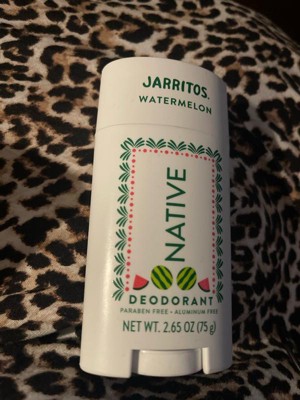 JARRITOS.
WATERMELON
NATIVE
DEODORANT
PARABEN FREE • ALUMINUM FREE
NET WT. 2.65 OZ (75 g)